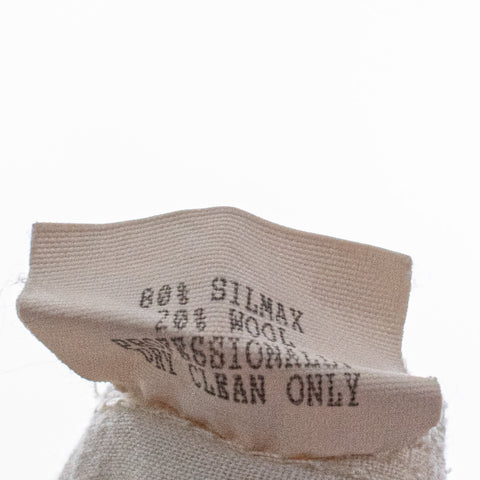 80% SILMAX
20% WOOL
PROFESSIONALLY
DRY CLEAN ONLY